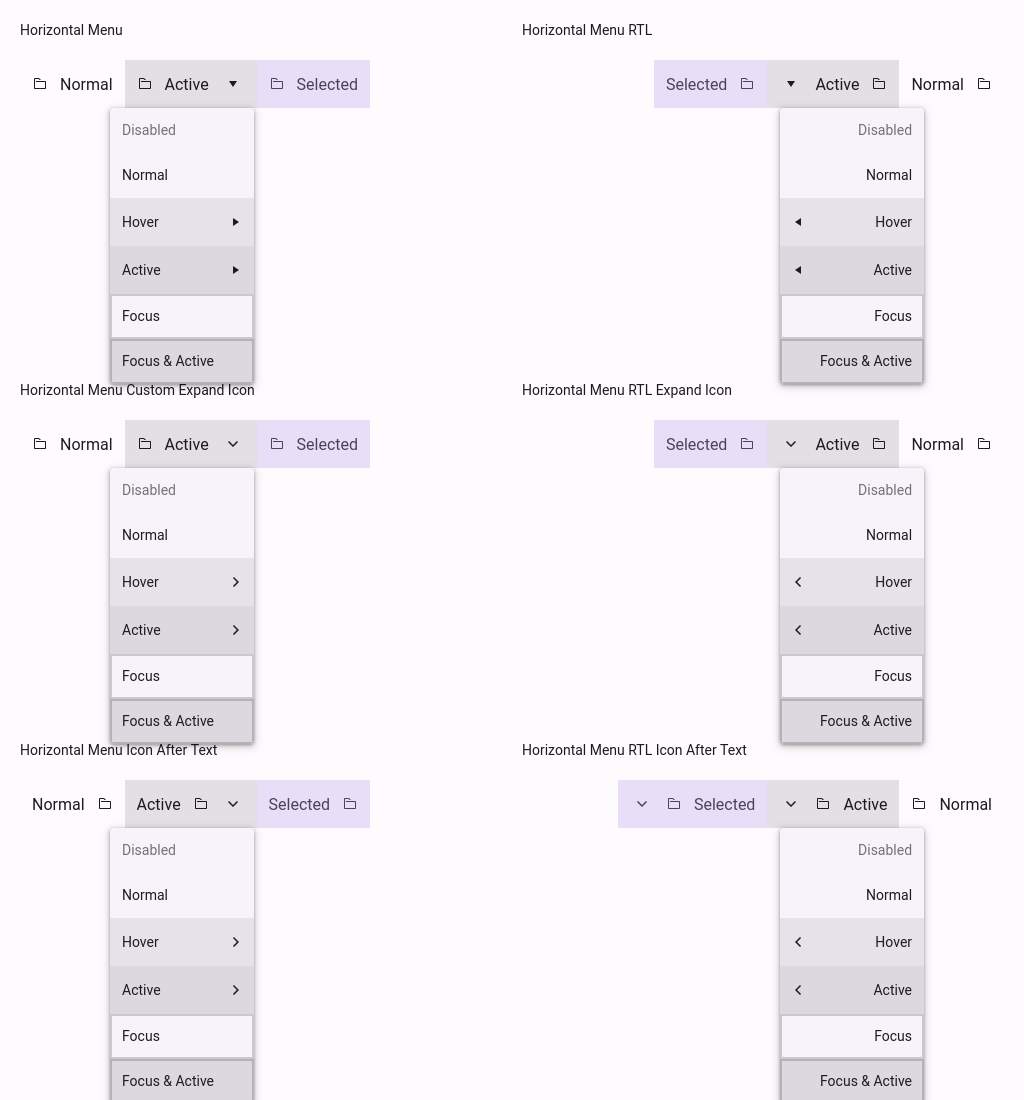 Horizontal Menu
Normal Active Selected
Disabled
Normal
Hover
Active
Focus
Focus & Active
Horizontal Menu RTL
Selected Active Normal
Disabled
Normal
Hover
Active
Focus
Focus & Active
Horizontal Menu Custom Expand Icon
Normal Active Selected
Disabled
Normal
Hover
Active
Focus
Focus & Active
Horizontal Menu RTL Expand Icon
Selected Active Normal
Disabled
Normal
Hover
Active
Focus
Focus & Active
Horizontal Menu Icon After Text
Normal Active Selected
Disabled
Normal
Hover
Active
Focus
Focus & Active
Horizontal Menu RTL Icon After Text
Selected Active Normal
Disabled
Normal
Hover
Active
Focus
Focus & Active